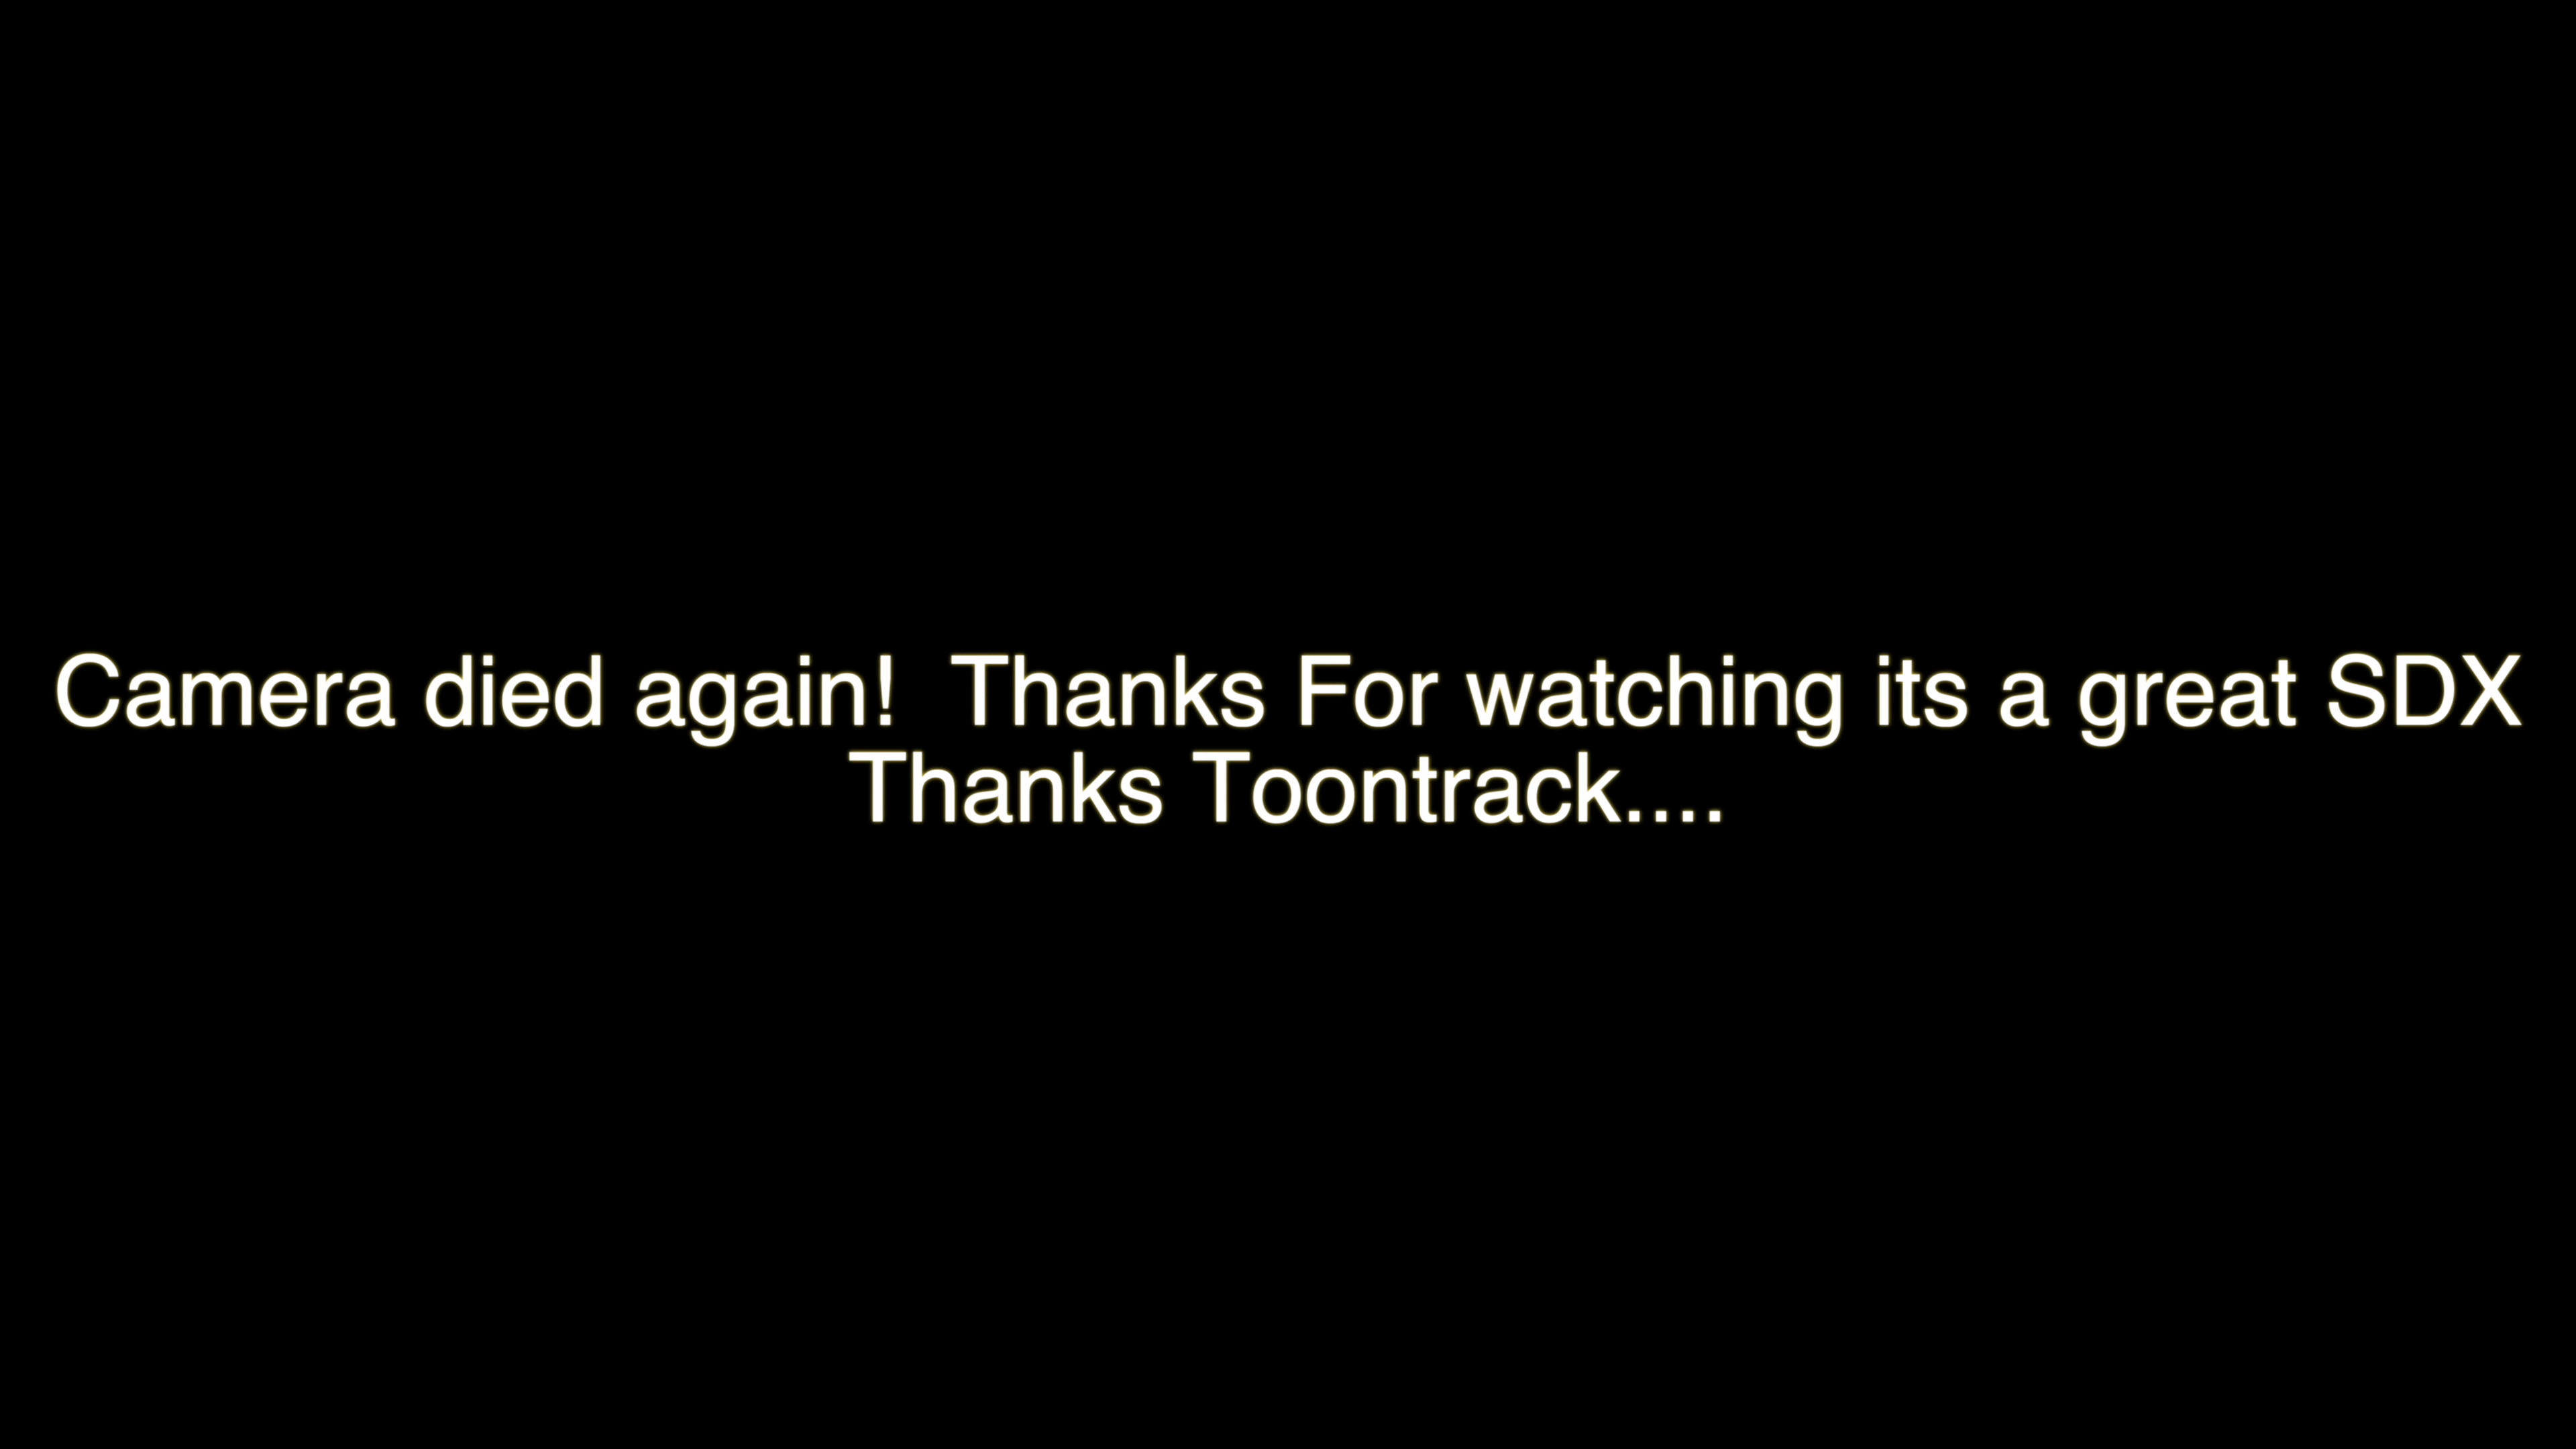 Camera died again!  Thanks For watching its a great SDX
Thanks Toontrack....